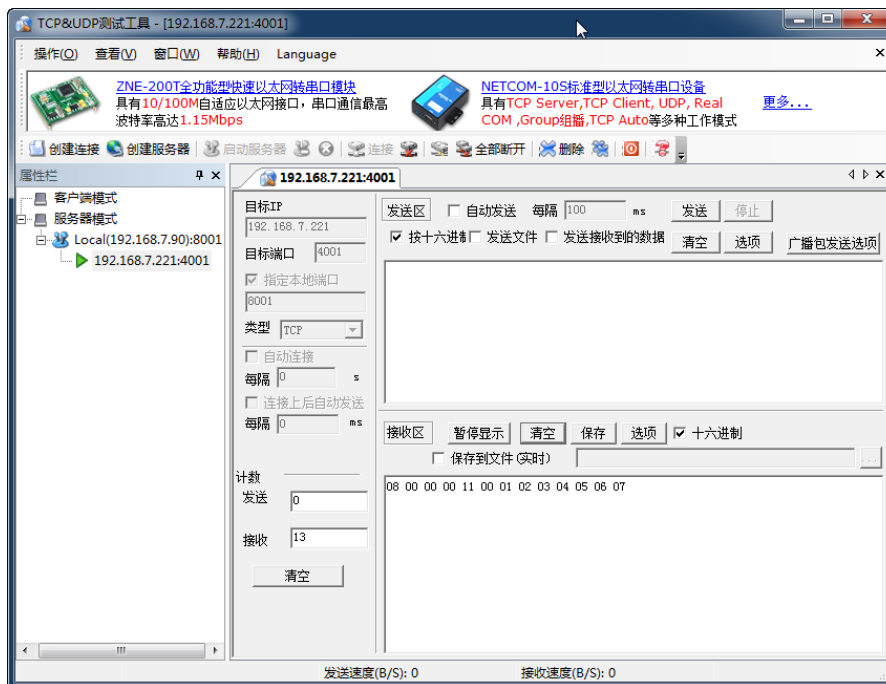 TCP&UDP测试工具 - [192.168.7.221:4001]
操作(O) 查看(V) 窗口(W) 帮助(H) Language
ZNE-200T全功能型快速以太网转串口模块
具有10/100M自适应以太网接口，串口通信最高
波特率高达1.15Mbps
NETCOM-10S标准型以太网转串口设备
具有TCP Server,TCP Client, UDP, Real
COM ,Group组播,TCP Auto等多种工作模式
更多...
创建连接 创建服务器 启动服务器 连接 全部断开 删除
属性栏
客户端模式
服务器模式
Local(192.168.7.90):8001
192.168.7.221:4001
192.168.7.221:4001
目标IP
192.168.7.221
目标端口 4001
指定本地端口
8001
类型 TCP
自动连接
每隔 0 s
连接上后自动发送
每隔 0 ms
计数
发送 0
接收 13
清空
发送区 自动发送 每隔 100 ms 发送 停止
按十六进制 发送文件 发送接收到的数据 清空 选项 广播包发送选项
接收区 暂停显示 清空 保存 选项 十六进制
保存到文件(实时) ...
08 00 00 00 11 00 01 02 03 04 05 06 07
发送速度(B/S): 0 接收速度(B/S): 0